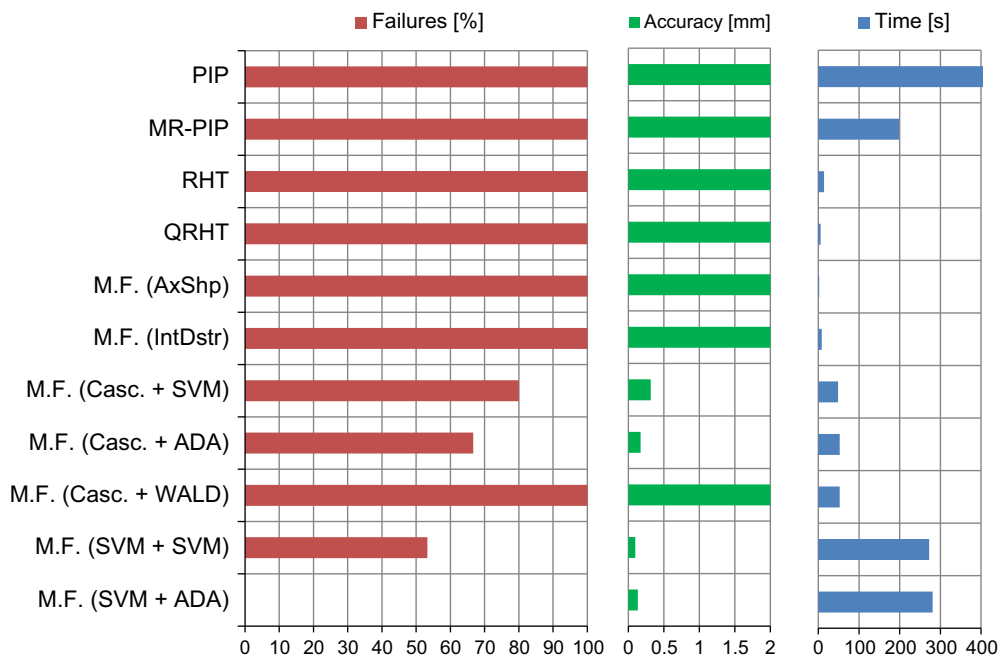 Failures [%] Accuracy [mm] Time [s]
PIP
MR-PIP
RHT
QRHT
M.F. (AxShp)
M.F. (IntDstr)
M.F. (Casc. + SVM)
M.F. (Casc. + ADA)
M.F. (Casc. + WALD)
M.F. (SVM + SVM)
M.F. (SVM + ADA)
0 10 20 30 40 50 60 70 80 90 100 0 0.5 1 1.5 2 0 100 200 300 400